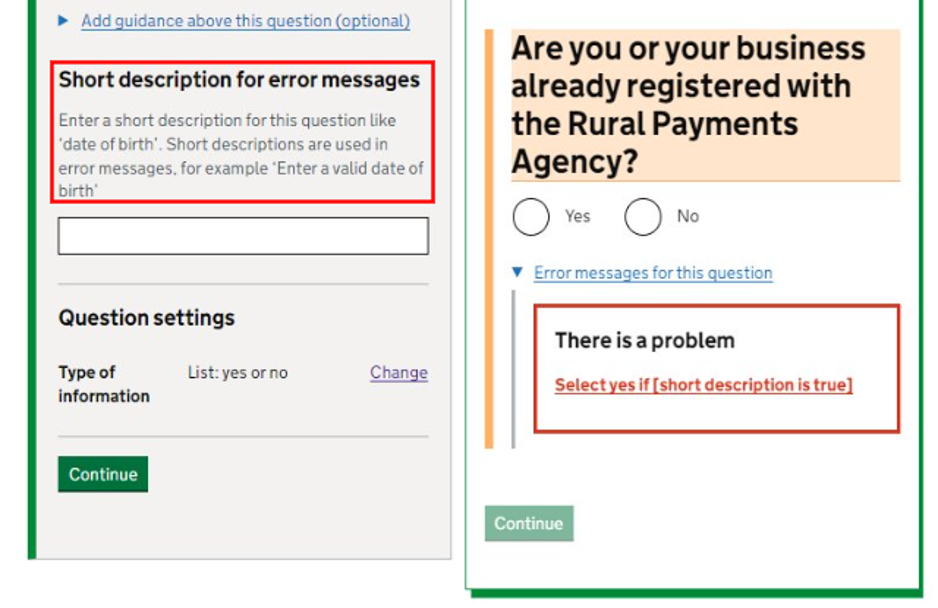 Add guidance above this question (optional)
Short description for error messages
Enter a short description for this question like
‘date of birth’. Short descriptions are used in
error messages, for example ‘Enter a valid date of
birth’
Question settings
Type of
information
List: yes or no
Change
Continue
Are you or your business
already registered with
the Rural Payments
Agency?
Yes
No
Error messages for this question
There is a problem
Select yes if [short description is true]
Continue